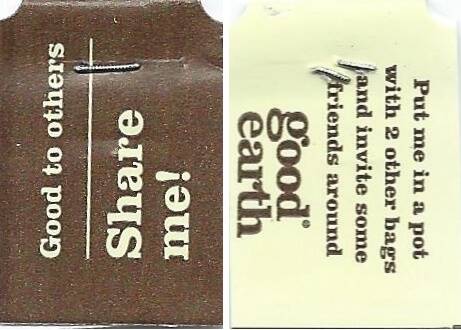 Good to others
Share
me!
Put me in a pot
with 2 other bags
and invite some
friends around
good®
earth